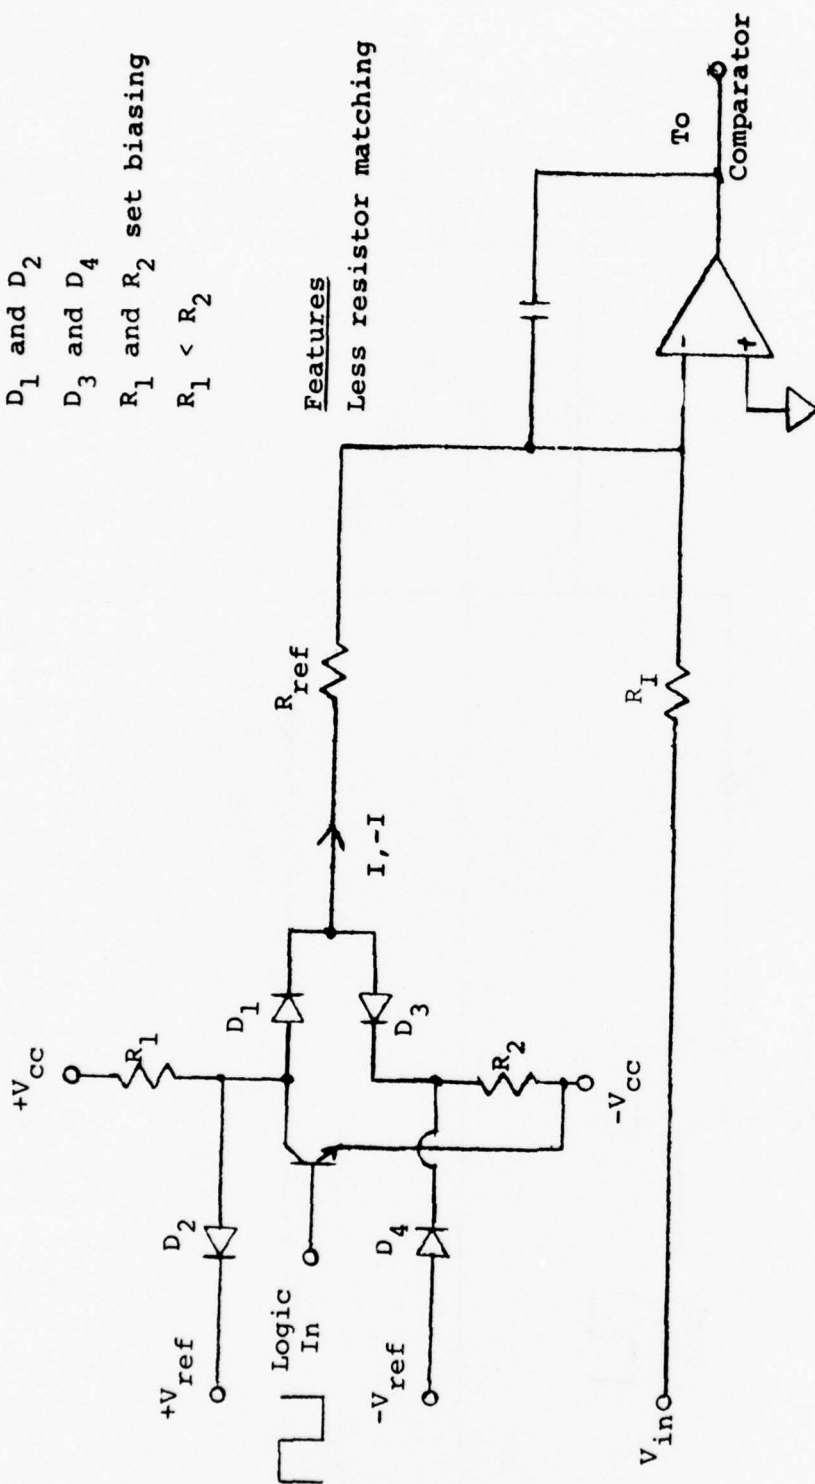 D1 and D2
D3 and D4
R1 and R2 set biasing
R1 < R2
Features
Less resistor matching
+Vcc
R1
D2
+Vref
D1
Logic
In
Rref
I,-I
D3
D4
-Vref
R2
-Vcc
To
Comparator
-
+
RI
Vin